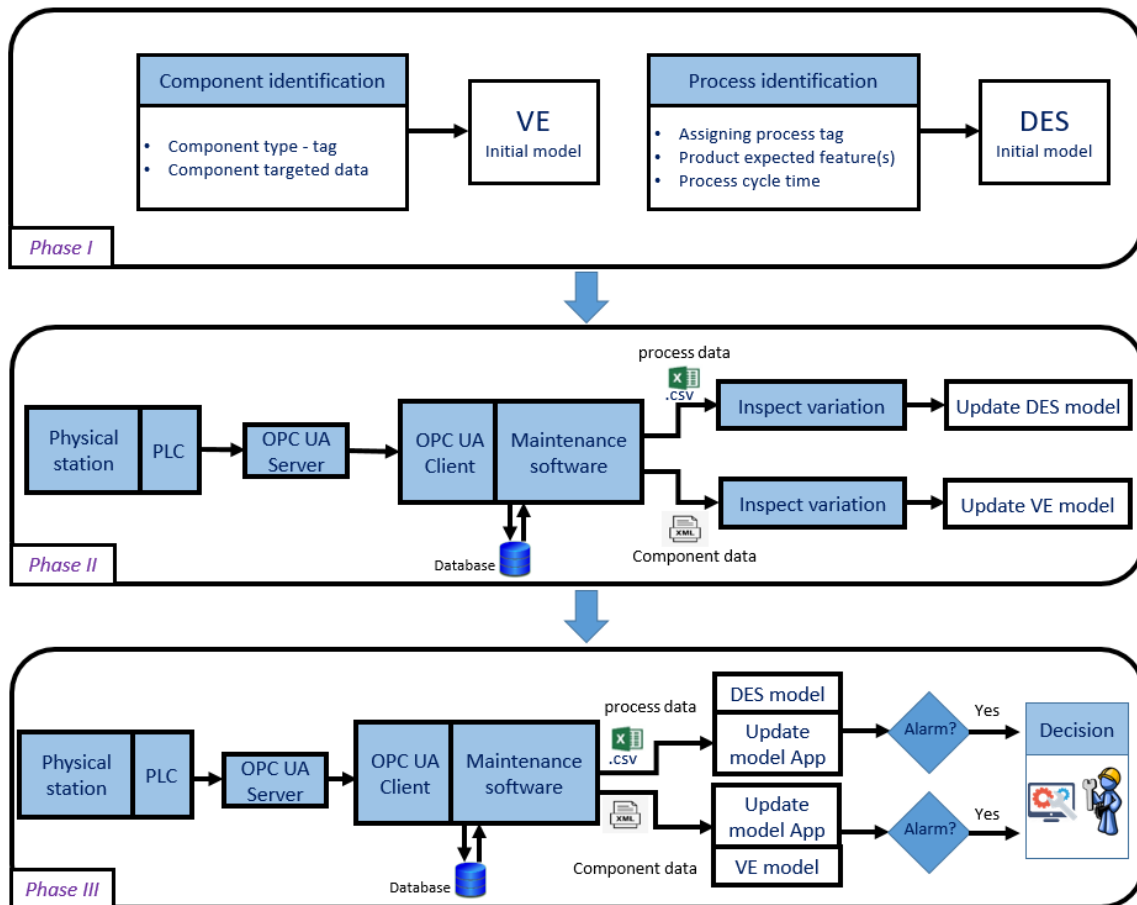 Component identification
• Component type - tag
• Component targeted data
VE
Initial model
Process identification
• Assigning process tag
• Product expected feature(s)
• Process cycle time
DES
Initial model
Phase I
Physical
station
PLC
OPC UA
Server
OPC UA
Client
Maintenance
software
Database
process data
.csv
Inspect variation
Update DES model
XML
Component data
Inspect variation
Update VE model
Phase II
Physical
station
PLC
OPC UA
Server
OPC UA
Client
Maintenance
software
Database
process data
.csv
DES model
Update
model App
Alarm?
Yes
XML
Component data
Update
model App
VE model
Alarm?
Yes
Decision
Phase III